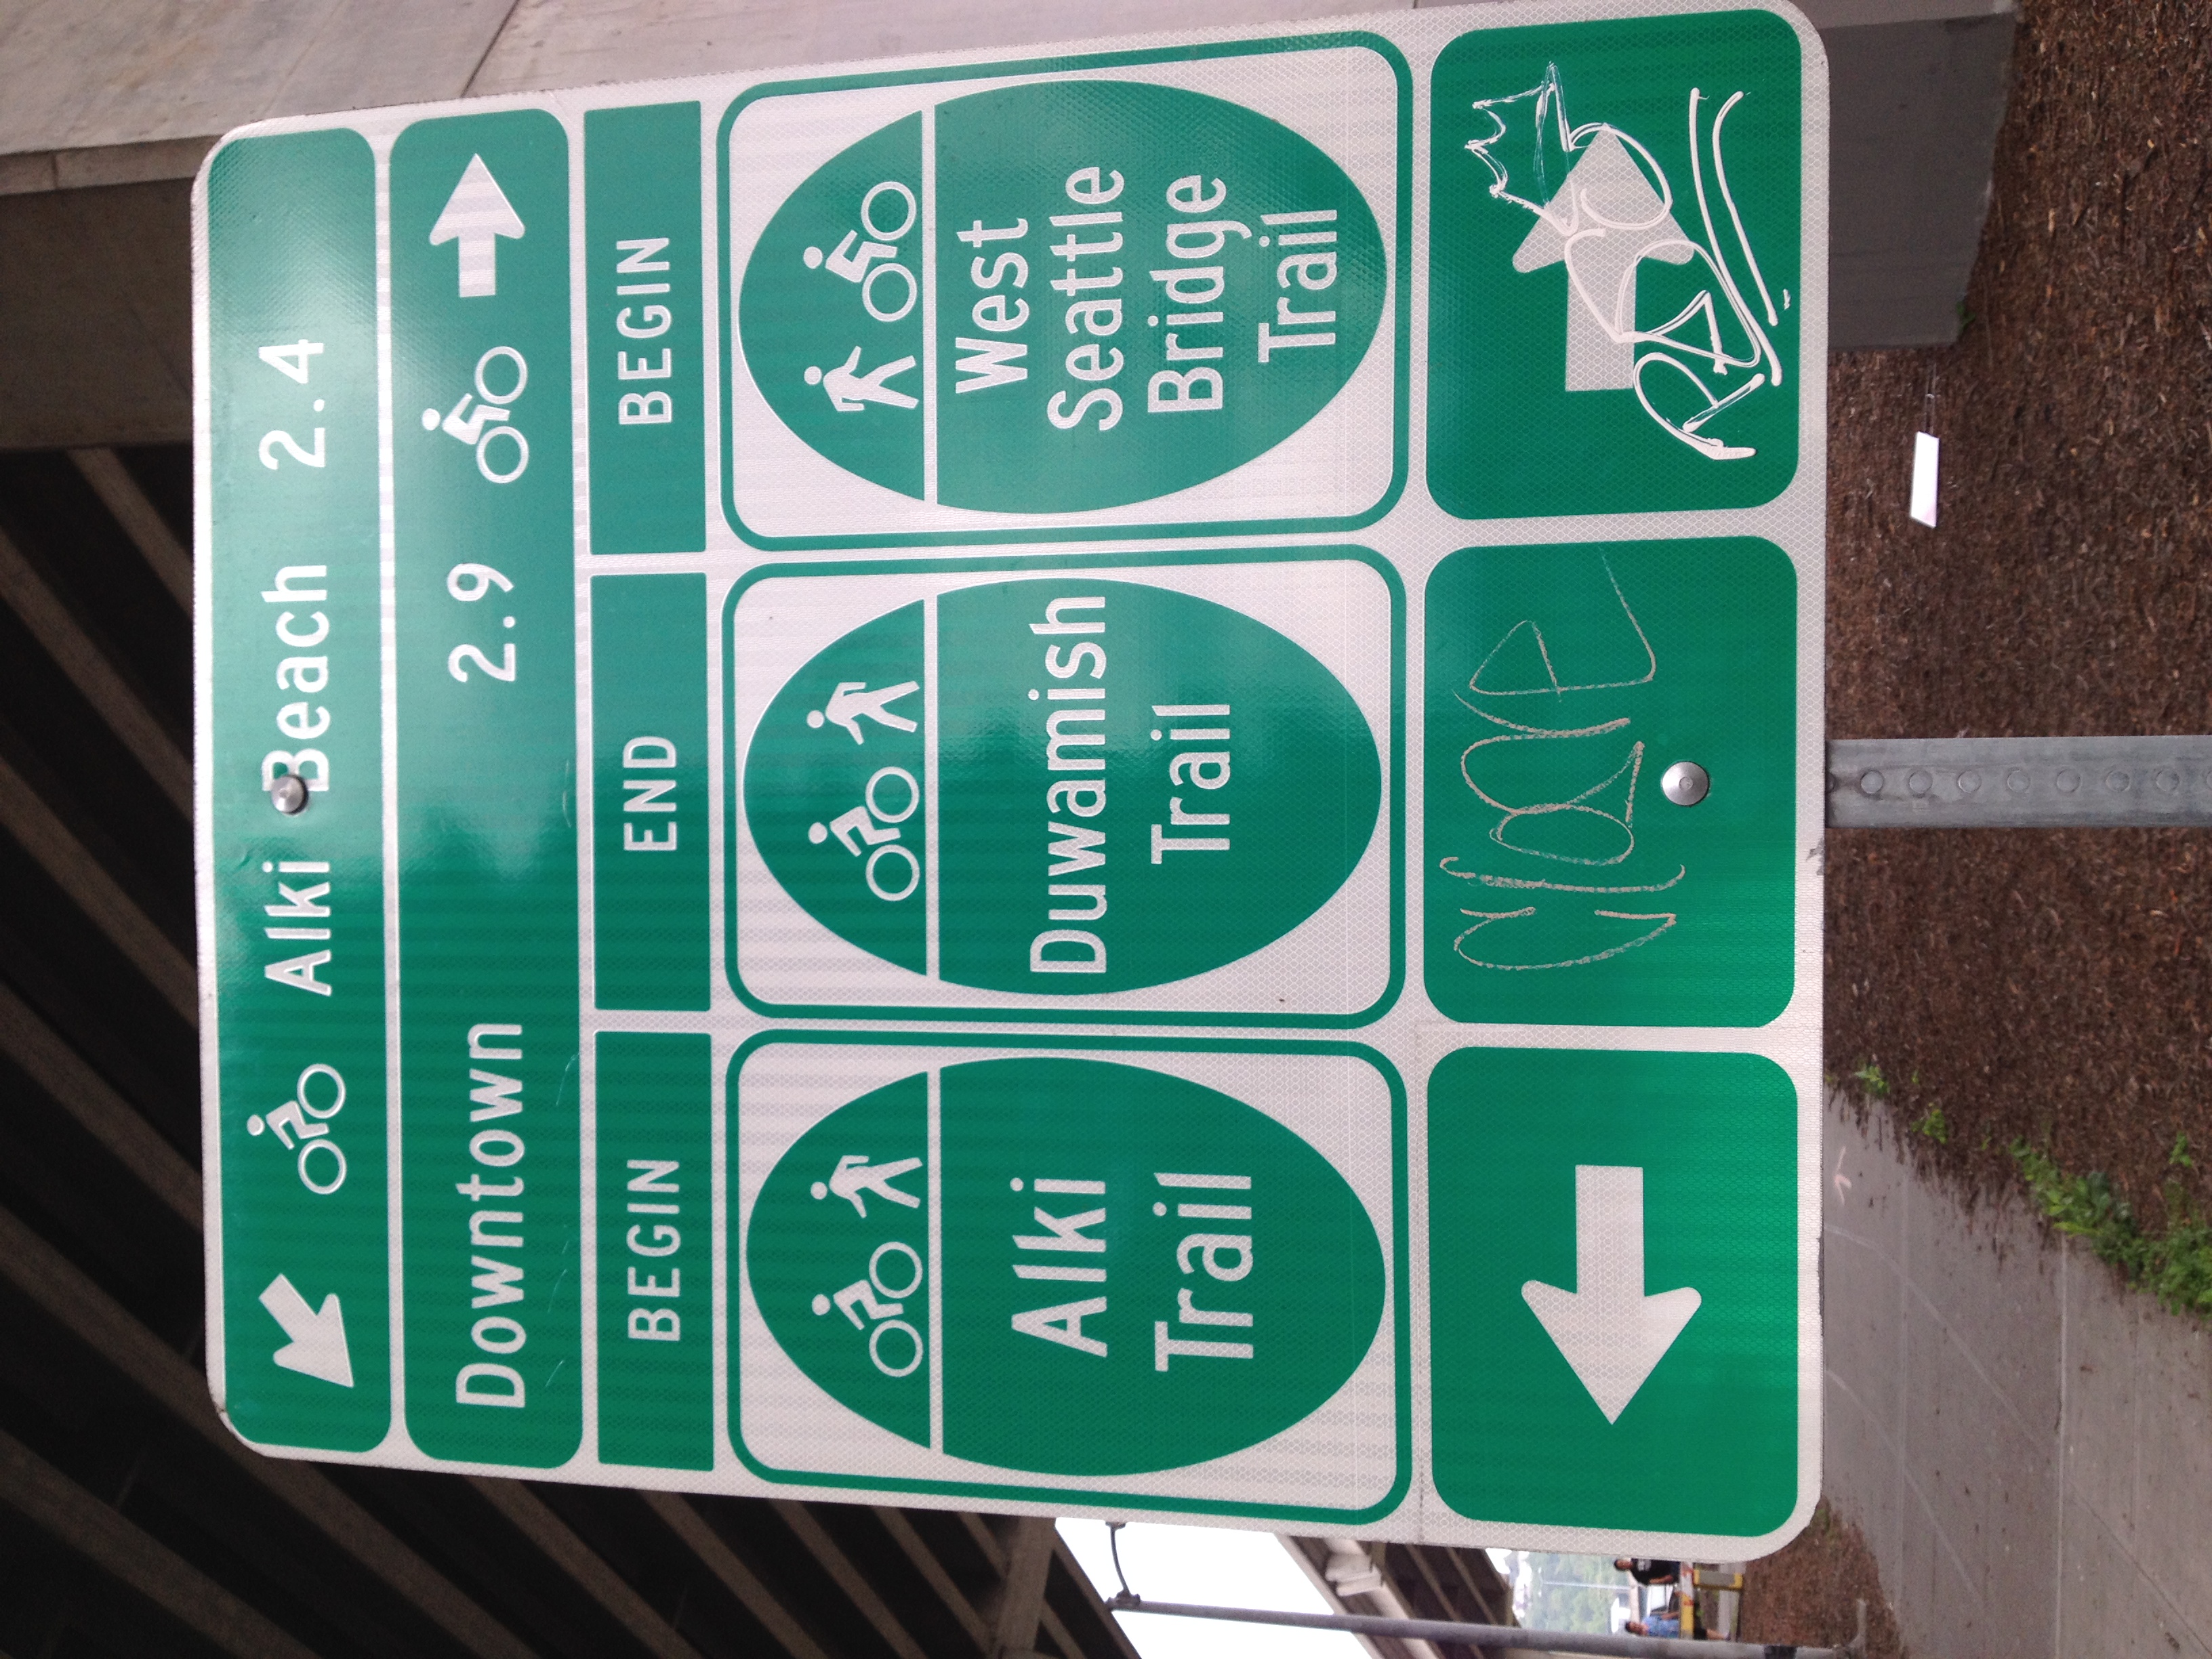 Alki Beach 2.4
Downtown 2.9
BEGIN
END
BEGIN
Alki
Trail
Duwamish
Trail
West
Seattle
Bridge
Trail